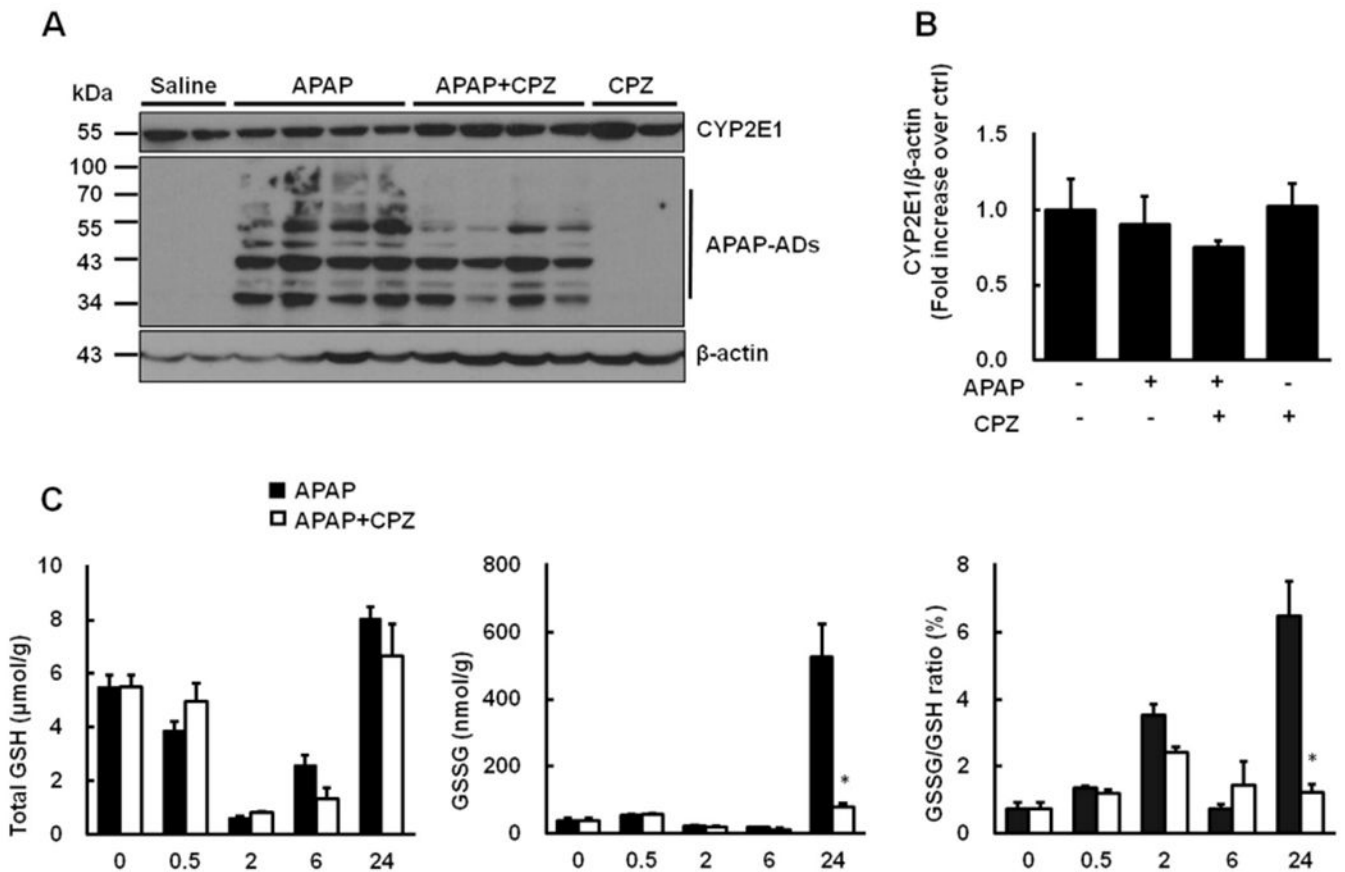 A
kDa
Saline APAP APAP+CPZ CPZ
55
CYP2E1
100
70
55
43
34
APAP-ADs
43
β-actin
B
CYP2E1/β-actin
(Fold increase over ctrl)
1.5
1.0
0.5
0.0
APAP - + + -
CPZ - - + +
C
APAP
APAP+CPZ
Total GSH (µmol/g)
10
8
6
4
2
0
0 0.5 2 6 24
GSSG (nmol/g)
800
600
400
200
0
*
0 0.5 2 6 24
GSSG/GSH ratio (%)
8
6
4
2
0
*
0 0.5 2 6 24